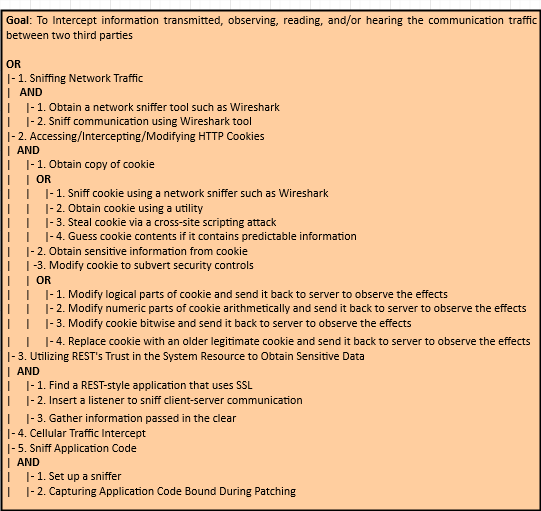 Goal: To Intercept information transmitted, observing, reading, and/or hearing the communication traffic
between two third parties
OR
|- 1. Sniffing Network Traffic
| AND
| |- 1. Obtain a network sniffer tool such as Wireshark
| |- 2. Sniff communication using Wireshark tool
|- 2. Accessing/Intercepting/Modifying HTTP Cookies
| AND
| |- 1. Obtain copy of cookie
| | OR
| | |- 1. Sniff cookie using a network sniffer such as Wireshark
| | |- 2. Obtain cookie using a utility
| | |- 3. Steal cookie via a cross-site scripting attack
| | |- 4. Guess cookie contents if it contains predictable information
| |- 2. Obtain sensitive information from cookie
| | -3. Modify cookie to subvert security controls
| | OR
| | |- 1. Modify logical parts of cookie and send it back to server to observe the effects
| | |- 2. Modify numeric parts of cookie arithmetically and send it back to server to observe the effects
| | |- 3. Modify cookie bitwise and send it back to server to observe the effects
| | |- 4. Replace cookie with an older legitimate cookie and send it back to server to observe the effects
|- 3. Utilizing REST's Trust in the System Resource to Obtain Sensitive Data
| AND
| |- 1. Find a REST-style application that uses SSL
| |- 2. Insert a listener to sniff client-server communication
| |- 3. Gather information passed in the clear
|- 4. Cellular Traffic Intercept
|- 5. Sniff Application Code
| AND
| |- 1. Set up a sniffer
| |- 2. Capturing Application Code Bound During Patching